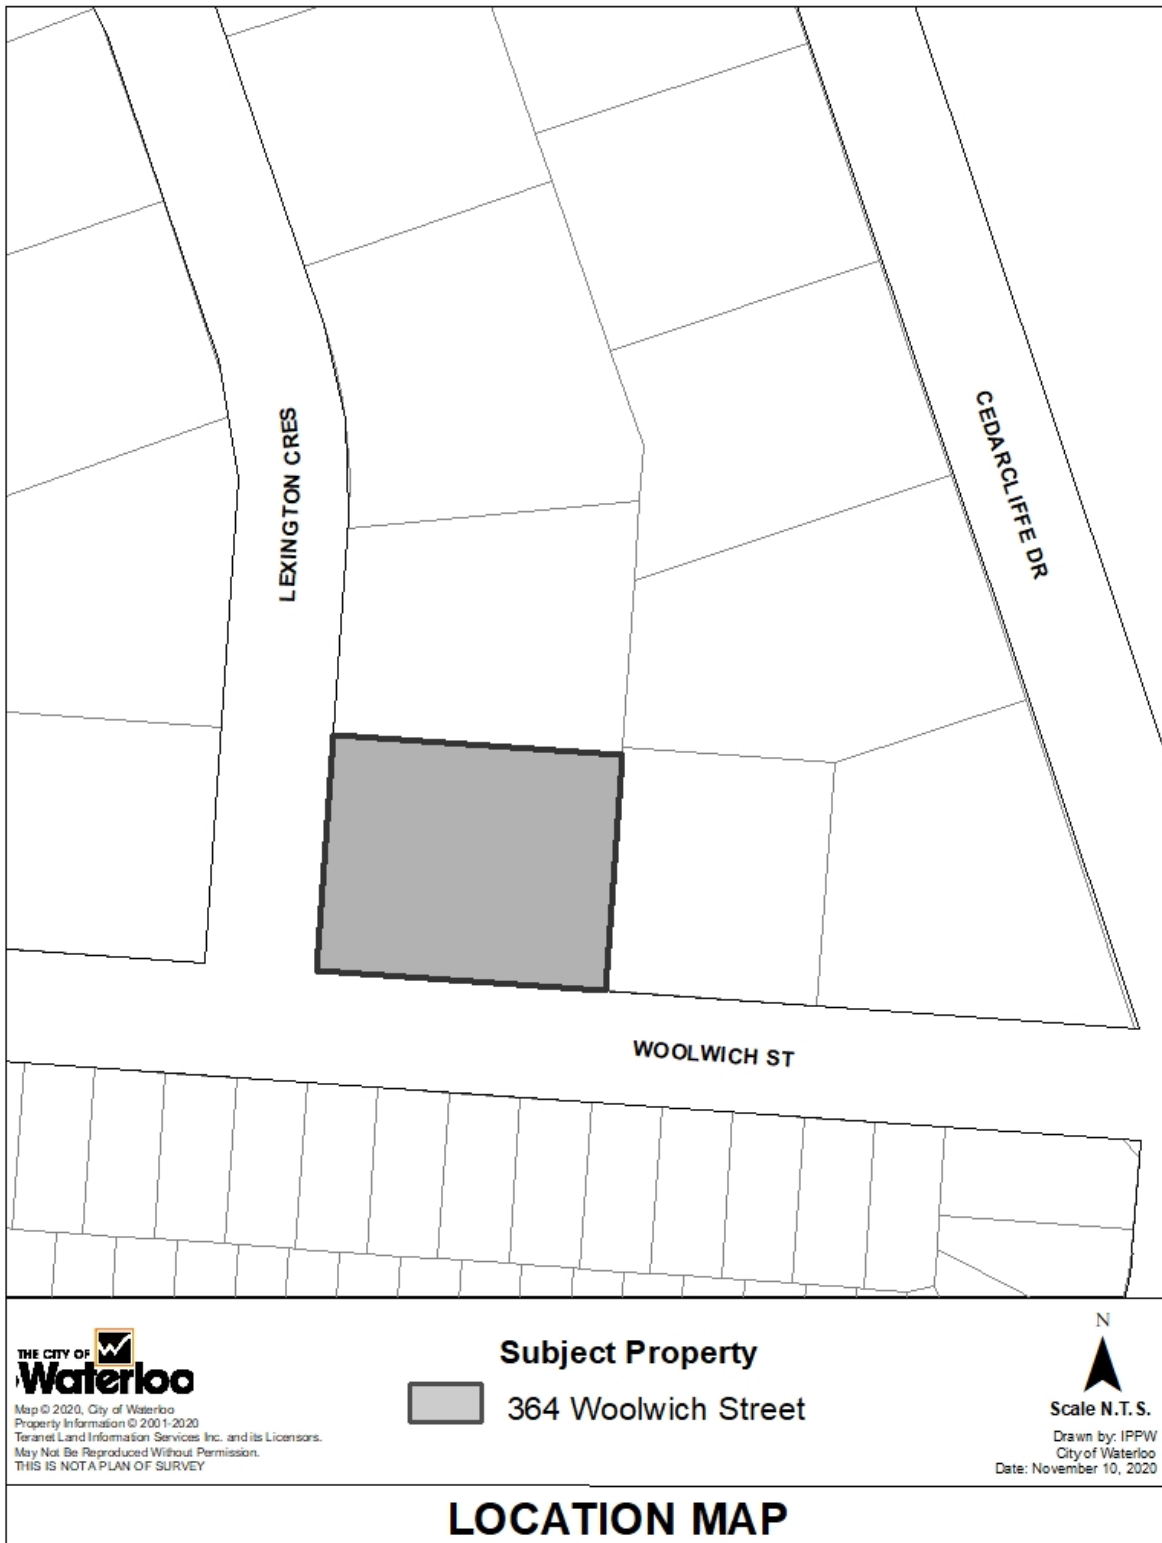 LEXINGTON CRES
CEDARCLIFFE DR
WOOLWICH ST
THE CITY OF
Waterloo
Map © 2020, City of Waterloo
Property Information © 2001-2020
Teranet Land Information Services Inc. and its Licensors.
May Not Be Reproduced Without Permission.
THIS IS NOT A PLAN OF SURVEY
Subject Property
364 Woolwich Street
N
Scale N.T.S.
Drawn by: IPPW
City of Waterloo
Date: November 10, 2020
LOCATION MAP